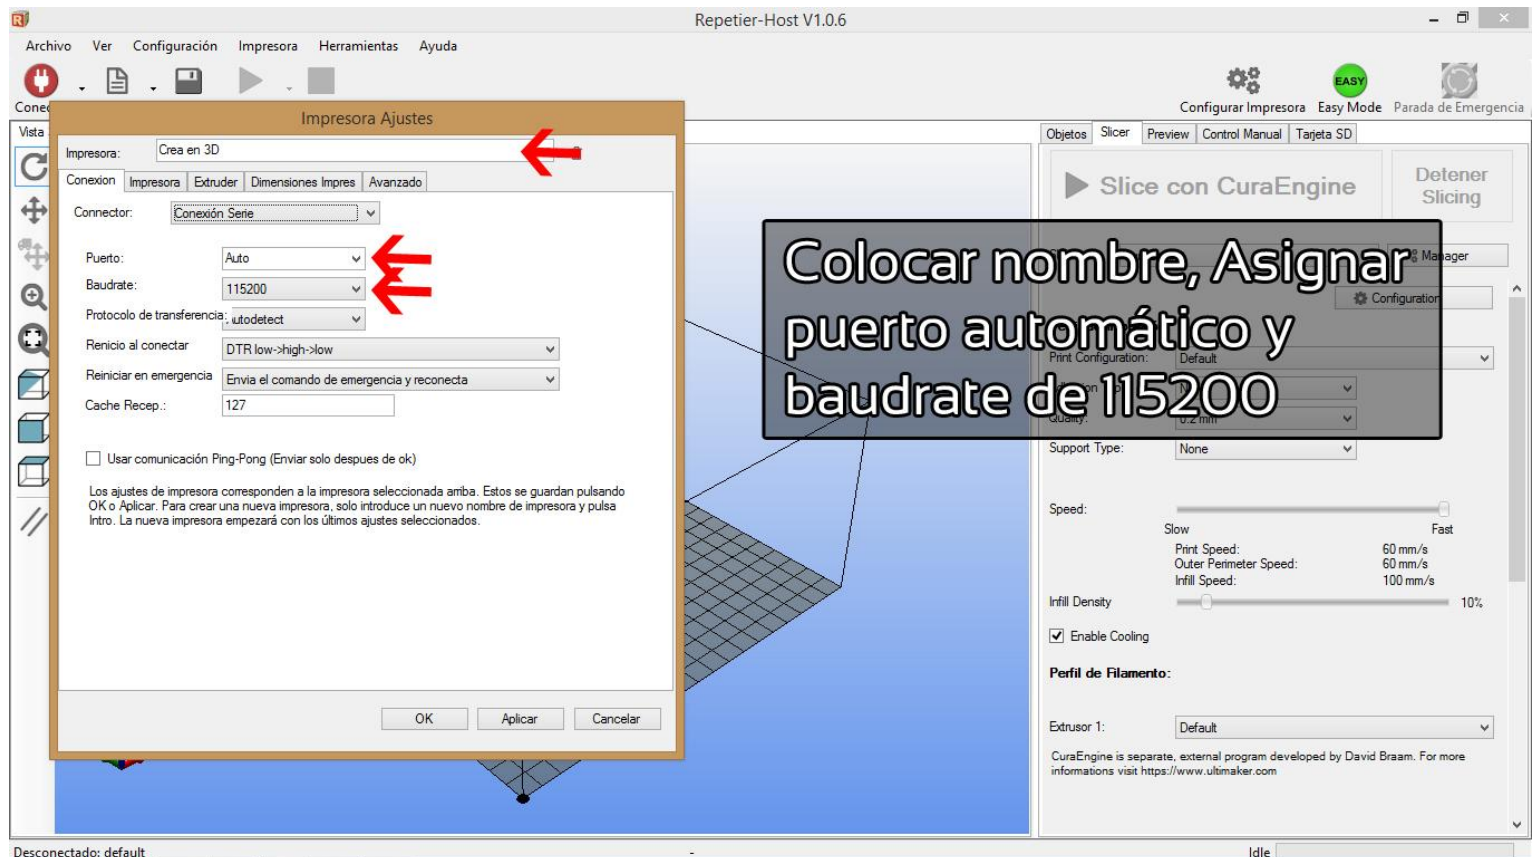 Repetier-Host V1.0.6
Archivo Ver Configuración Impresora Herramientas Ayuda
EASY
Configurar Impresora Easy Mode Parada de Emergencia
Impresora Ajustes
Vista
Objetos Slicer Preview Control Manual Tarjeta SD
Impresora: Crea en 3D
Conexion Impresora Extruder Dimensiones Impres Avanzado
Connector: Conexión Serie
Puerto: Auto
Baudrate: 115200
Protocolo de transferencia: utodetect
Renicio al conectar DTR low->high->low
Reiniciar en emergencia Envia el comando de emergencia y reconecta
Cache Recep.: 127
Usar comunicación Ping-Pong (Enviar solo despues de ok)
Los ajustes de impresora corresponden a la impresora seleccionada arriba. Estos se guardan pulsando
OK o Aplicar. Para crear una nueva impresora, solo introduce un nuevo nombre de impresora y pulsa
Intro. La nueva impresora empezará con los últimos ajustes seleccionados.
OK Aplicar Cancelar
Slice con CuraEngine
Detener
Slicing
Colocar nombre, Asignar
puerto automático y
baudrate de 115200
Manager
Configuration
Print Configuration: Default
Quality: 0.2 mm
Support Type: None
Speed:
Slow Fast
Print Speed: 60 mm/s
Outer Perimeter Speed: 60 mm/s
Infill Speed: 100 mm/s
Infill Density 10%
Enable Cooling
Perfil de Filamento:
Extrusor 1: Default
CuraEngine is separate, external program developed by David Braam. For more
informations visit https://www.ultimaker.com
Desconectado: default - Idle